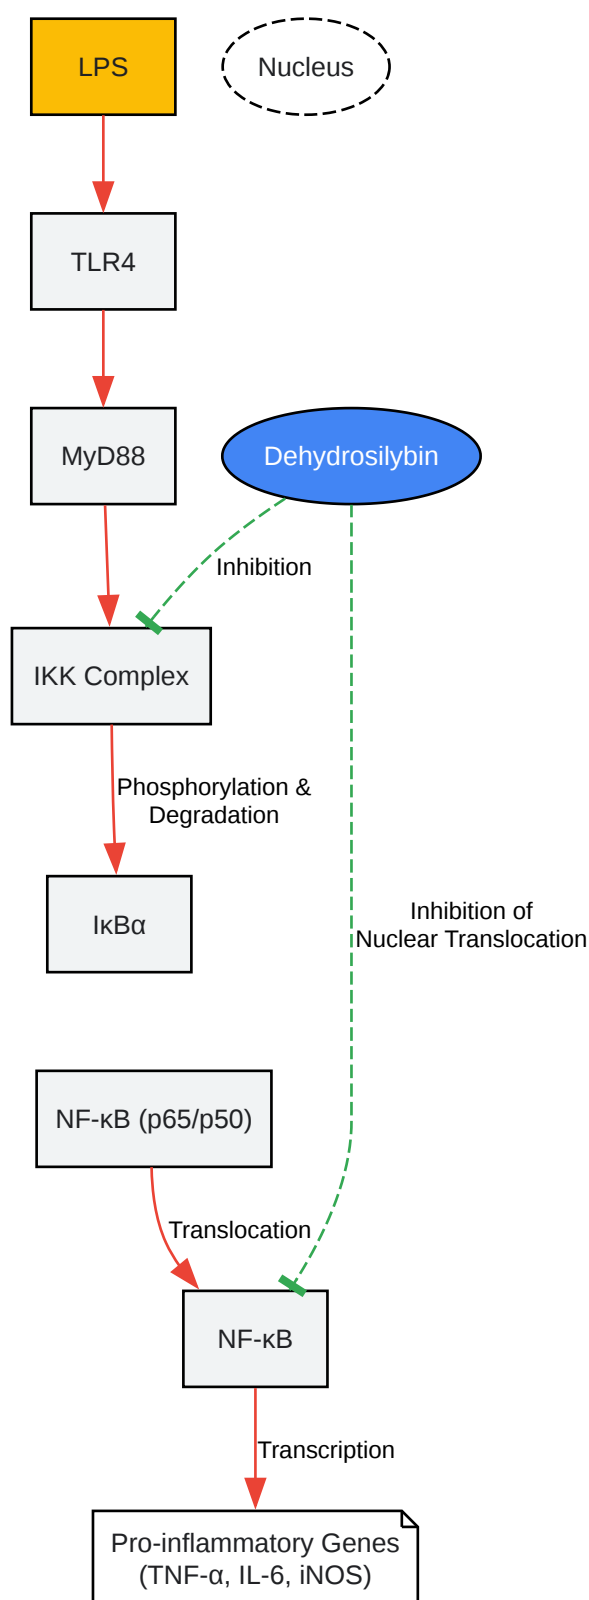 LPS
Nucleus
TLR4
MyD88
Dehydrosilybin
Inhibition
IKK Complex
Phosphorylation &
Degradation
IκBα
Inhibition of
Nuclear Translocation
NF-κB (p65/p50)
Translocation
NF-κB
Transcription
Pro-inflammatory Genes
(TNF-α, IL-6, iNOS)